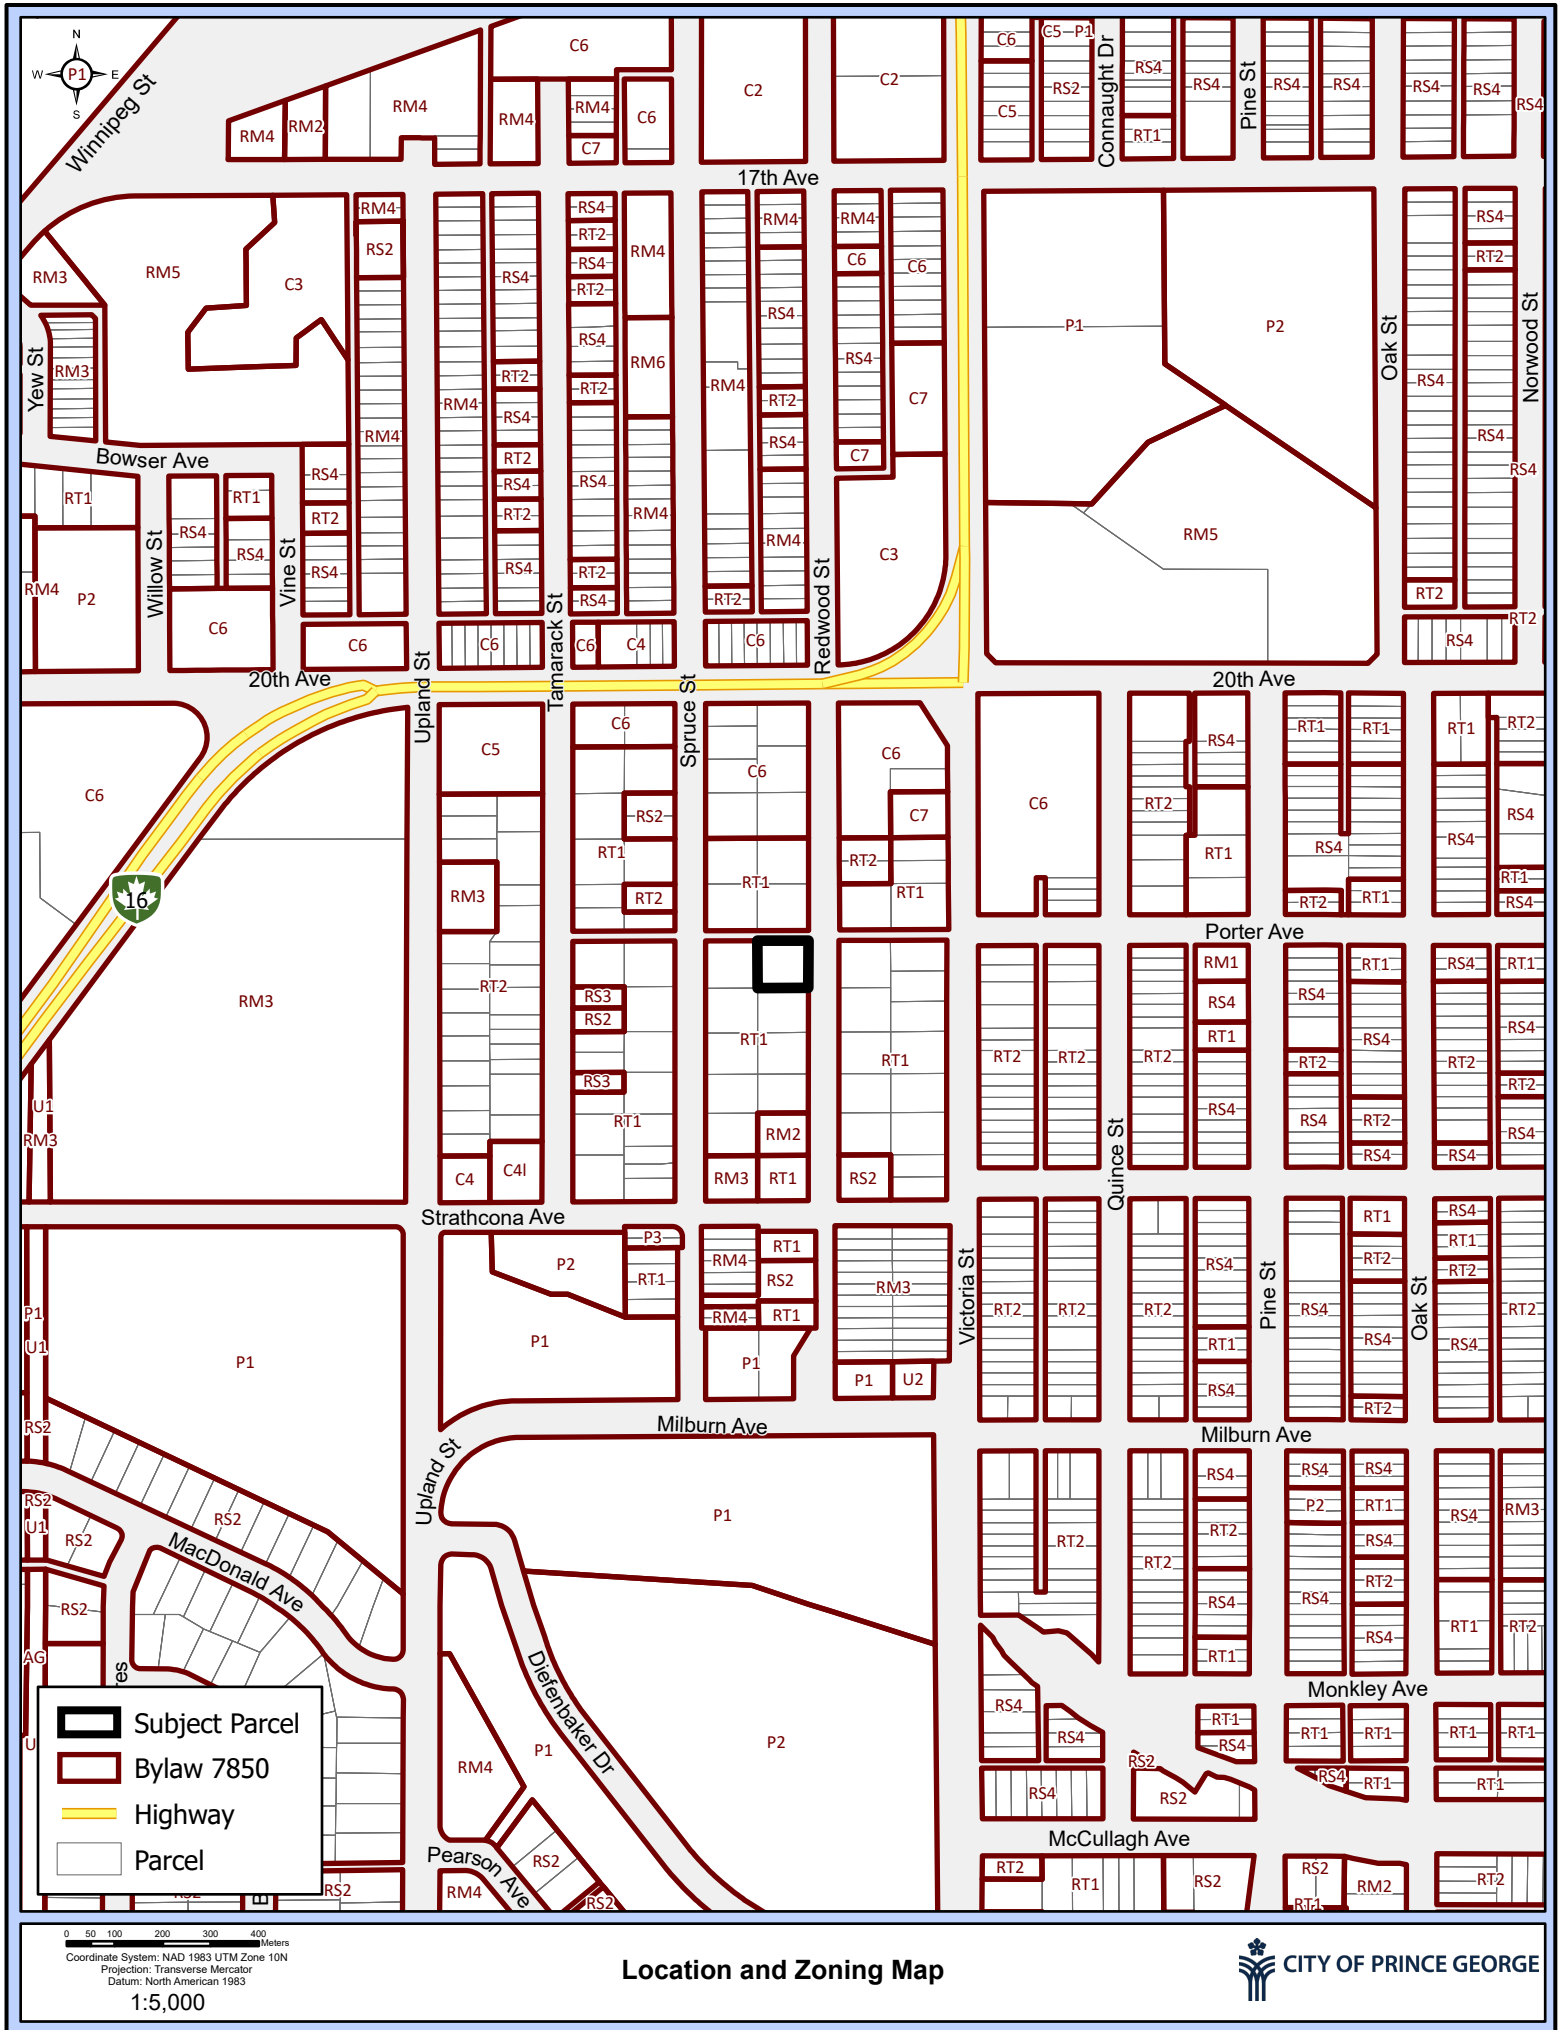 N
W P1 E
S
Winnipeg St
C6
C2
C2
C6
C5
P1
C5
RS2
Connaught Dr
RS4
RT1
RS4
Pine St
RS4
RS4
RS4
RS4
RS4
RM4
RM2
RM4
RM4
RM4
C7
C6
17th Ave
RM3
RM5
C3
RM4
RS2
RM4
RM4
RS4
RT2
RS4
RT2
RS4
RT2
RS4
RS4
RT2
RS4
RT2
RS4
RT2
RS4
RT2
RS4
RM4
RM6
RM4
RM4
RT2
RM4
RS4
RT2
RS4
RM4
RM4
C6
RS4
C7
C6
C7
C3
Redwood St
P1
P2
RM5
Oak St
RS4
RT2
RS4
RT2
RS4
Norwood St
RS4
RT2
RS4
Yew St
RM3
Bowser Ave
RT1
RM4
P2
Willow St
RS4
RT1
RS4
C6
Vine St
RS4
RT2
RS4
C6
C6
C6
C4
C6
Tamarack St
20th Ave
Upland St
Spruce St
20th Ave
C6
16
RM3
C5
RM3
RT2
C4
C4l
C6
RS2
RT1
RT2
RS3
RS2
RS3
RT1
C6
RT1
RT1
RM2
RM3
RT1
C6
C7
RT2
RT1
RT1
RS2
C6
RT2
RS4
RT1
RT1
RT1
RS4
RT2
RT1
RT1
RS4
RT2
RS4
RT1
RS4
Porter Ave
RT2
RT2
RT2
RM1
RS4
RT1
RS4
RS4
RT2
RS4
RT1
RS4
RT2
RS4
RS4
RT2
RS4
RT1
RS4
RT2
RS4
Quince St
U1
RM3
Strathcona Ave
P1
U1
RS2
P1
P2
P3
RT1
P1
RM4
RT1
RS2
RM4
RT1
P1
RM3
P1
U2
Victoria St
RT2
RT2
RT2
RS4
RT1
RS4
Pine St
RS4
RT1
RT2
RS4
RT2
Oak St
RS4
RT1
RT2
RS4
RT2
Milburn Ave
Milburn Ave
Upland St
RS2
U1
RS2
RS2
MacDonald Ave
P1
RT2
RT2
RS4
RT2
RS4
RT1
RS4
P2
RS4
RS4
RT1
RS4
RT2
RS4
RS4
RT1
RM3
RT2
RS2
AG
U
res
B
RS2
RS2
Diefenbaker Dr
RM4
P1
P2
Pearson Ave
RM4
RS2
RS2
Monkley Ave
RS4
RS4
RS4
RT1
RS4
RS2
RS2
RT1
RT1
RS4
RT1
RT1
RT1
RT1
McCullagh Ave
RT2
RT1
RS2
RS2
RT1
RM2
RT2
Subject Parcel
Bylaw 7850
Highway
Parcel
0 50 100 200 300 400
Meters
Coordinate System: NAD 1983 UTM Zone 10N
Projection: Transverse Mercator
Datum: North American 1983
1:5,000
Location and Zoning Map
CITY OF PRINCE GEORGE